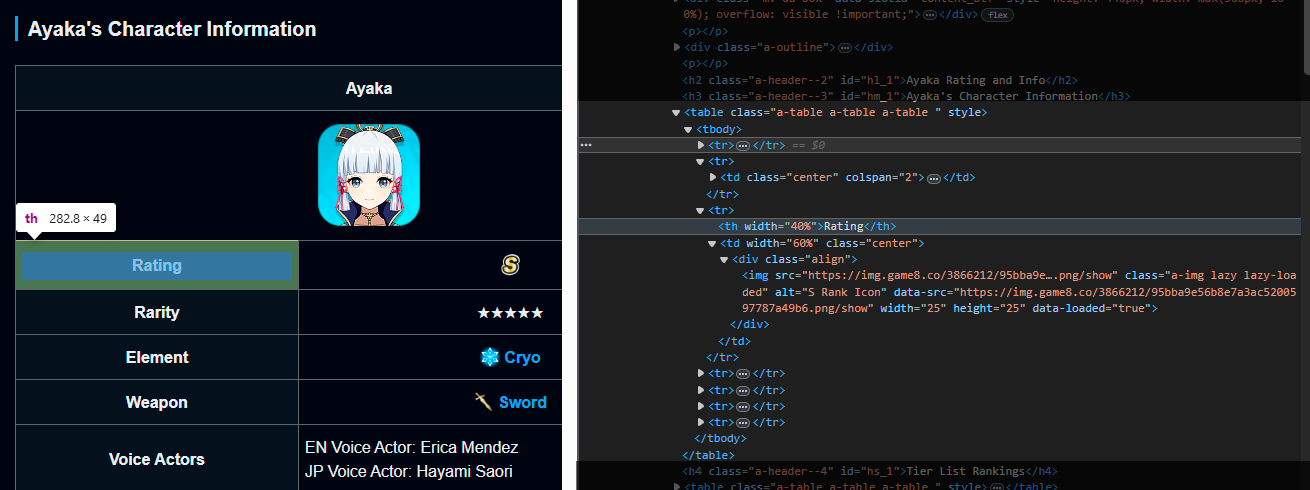 Ayaka's Character Information
Ayaka
th 282.8 × 49
Rating
S
Rarity
★★★★★
Element
Cryo
Weapon
Sword
Voice Actors
EN Voice Actor: Erica Mendez
JP Voice Actor: Hayami Saori
0%); overflow: visible !important;">…</div> flex
<p></p>
<div class="a-outline">…</div>
<p></p>
<h2 class="a-header--2" id="hl_1">Ayaka Rating and Info</h2>
<h3 class="a-header--3" id="hm_1">Ayaka's Character Information</h3>
<table class="a-table a-table a-table " style>
<tbody>
<tr>…</tr> == $0
<tr>
<td class="center" colspan="2">…</td>
</tr>
<tr>
<th width="40%">Rating</th>
<td width="60%" class="center">
<div class="align">
<img src="https://img.game8.co/3866212/95bba9e….png/show" class="a-img lazy lazy-loa
ded" alt="S Rank Icon" data-src="https://img.game8.co/3866212/95bba9e56b8e7a3ac52005
97787a49b6.png/show" width="25" height="25" data-loaded="true">
</div>
</td>
</tr>
<tr>…</tr>
<tr>…</tr>
<tr>…</tr>
<tr>…</tr>
</tbody>
</table>
<h4 class="a-header--4" id="hs_1">Tier List Rankings</h4>
<table class="a-table a-table a-table " style>…</table>